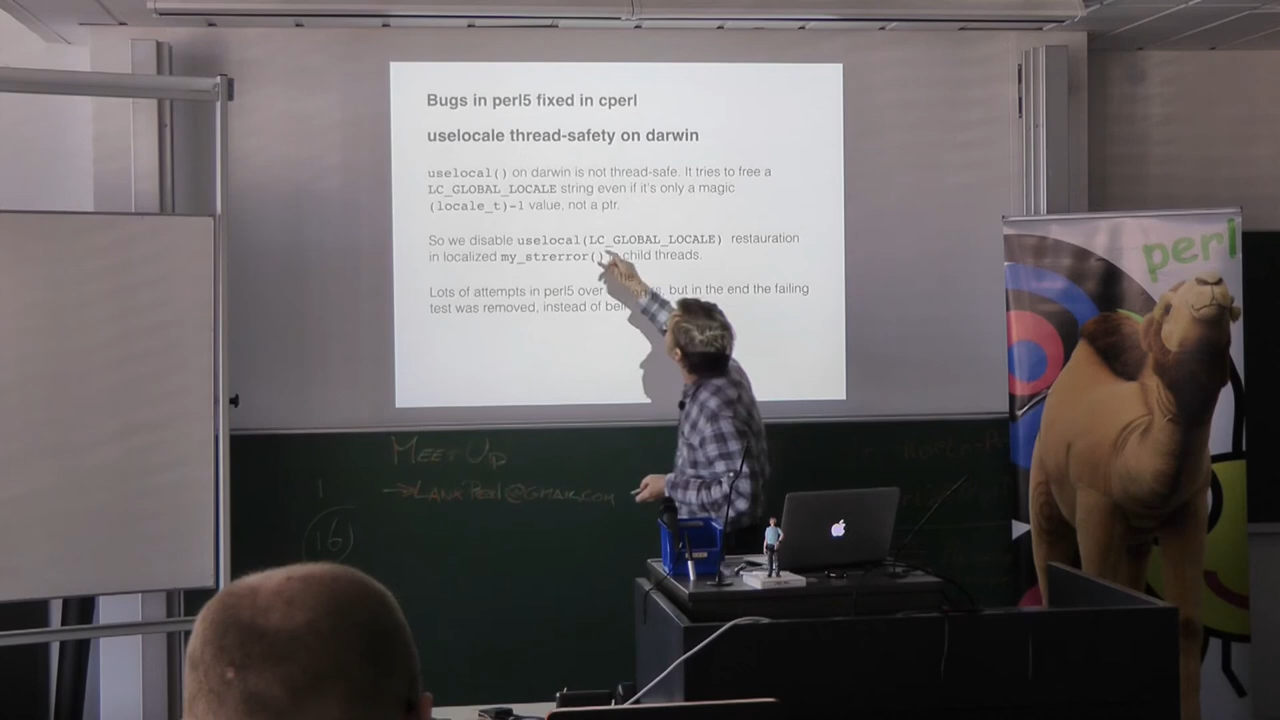 Bugs in perl5 fixed in cperl
uselocale thread-safety on darwin
uselocal() on darwin is not thread-safe. It tries to free a
LC_GLOBAL_LOCALE string even if it's only a magic
(locale_t)-1 value, not a ptr.
So we disable uselocal(LC_GLOBAL_LOCALE) restauration
in localized my_strerror() child threads.
Lots of attempts in perl5 over but in the end the failing
test was removed, instead of
perl
MEETUP
1
16